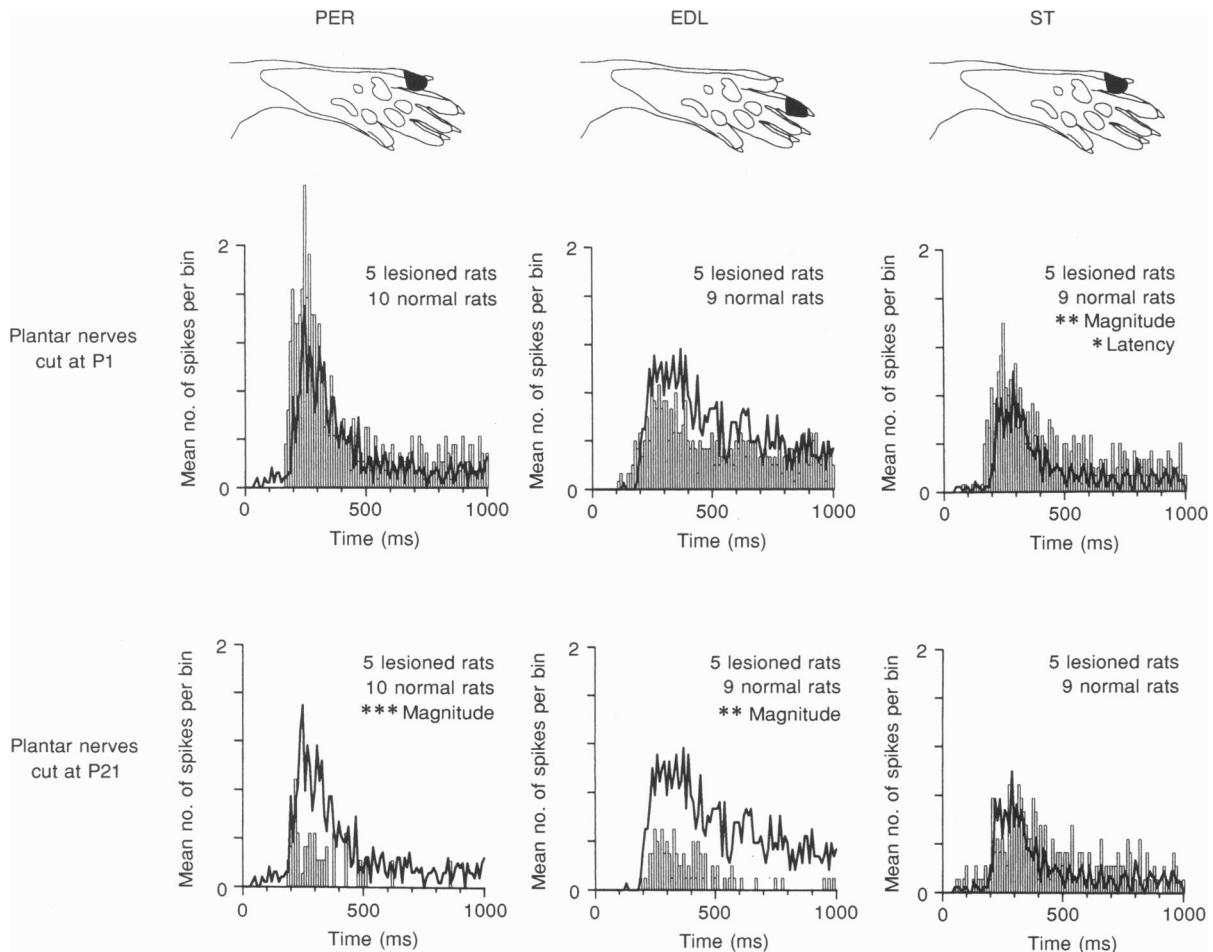 PER
EDL
ST
Plantar nerves
cut at P1
Mean no. of spikes per bin
2
0
5 lesioned rats
10 normal rats
0
500
1000
Time (ms)
Mean no. of spikes per bin
2
0
5 lesioned rats
9 normal rats
0
500
1000
Time (ms)
Mean no. of spikes per bin
2
0
5 lesioned rats
9 normal rats
** Magnitude
* Latency
0
500
1000
Time (ms)
Plantar nerves
cut at P21
Mean no. of spikes per bin
2
0
5 lesioned rats
10 normal rats
*** Magnitude
0
500
1000
Time (ms)
Mean no. of spikes per bin
2
0
5 lesioned rats
9 normal rats
** Magnitude
0
500
1000
Time (ms)
Mean no. of spikes per bin
2
0
5 lesioned rats
9 normal rats
0
500
1000
Time (ms)